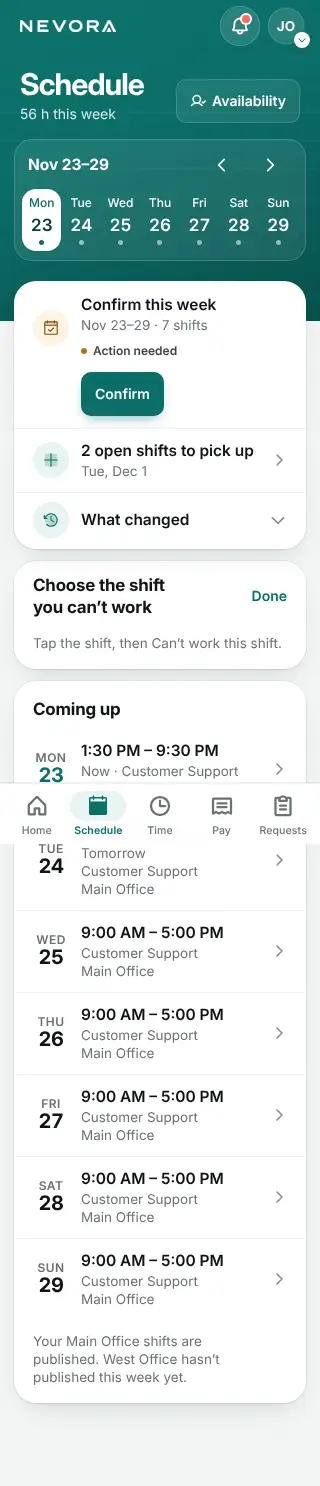 NEVORA
JO
Schedule
56 h this week
Availability
Nov 23–29
Mon Tue Wed Thu Fri Sat Sun
23 24 25 26 27 28 29
Confirm this week
Nov 23–29 · 7 shifts
Action needed
Confirm
2 open shifts to pick up
Tue, Dec 1
What changed
Choose the shift
you can’t work
Done
Tap the shift, then Can’t work this shift.
Coming up
MON
23
1:30 PM – 9:30 PM
Now · Customer Support
Home Schedule Time Pay Requests
TUE
24
Tomorrow
Customer Support
Main Office
WED
25
9:00 AM – 5:00 PM
Customer Support
Main Office
THU
26
9:00 AM – 5:00 PM
Customer Support
Main Office
FRI
27
9:00 AM – 5:00 PM
Customer Support
Main Office
SAT
28
9:00 AM – 5:00 PM
Customer Support
Main Office
SUN
29
9:00 AM – 5:00 PM
Customer Support
Main Office
Your Main Office shifts are
published. West Office hasn’t
published this week yet.